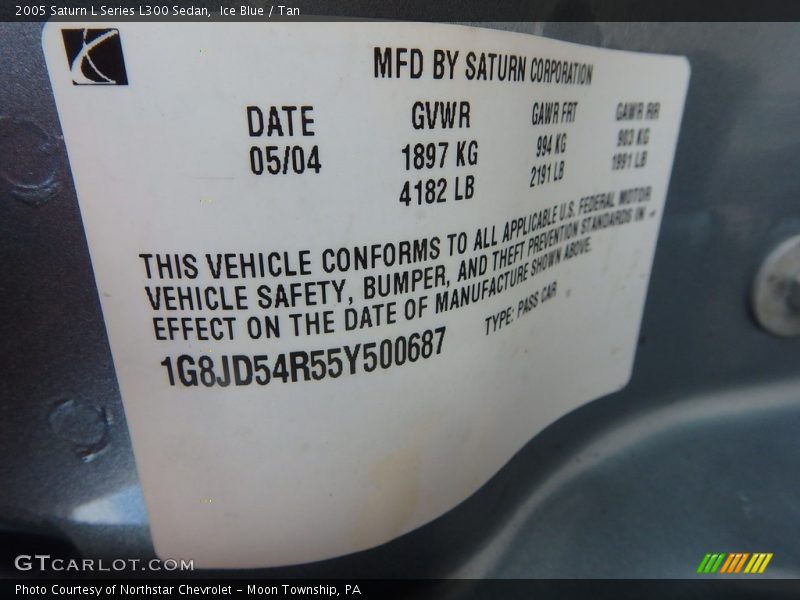 2005 Saturn L Series L300 Sedan,  Ice Blue / Tan
MFD BY SATURN CORPORATION
DATE GVWR GAWR FRT GAWR RR
05/04 1897 KG 994 KG 903 KG
4182 LB 2191 LB 1991 LB
THIS VEHICLE CONFORMS TO ALL APPLICABLE U.S. FEDERAL MOTOR
VEHICLE SAFETY, BUMPER, AND THEFT PREVENTION STANDARDS IN
EFFECT ON THE DATE OF MANUFACTURE SHOWN ABOVE.
1G8JD54R55Y500687 TYPE: PASS CAR
GTCARLOT.COM
Photo Courtesy of Northstar Chevrolet - Moon Township, PA